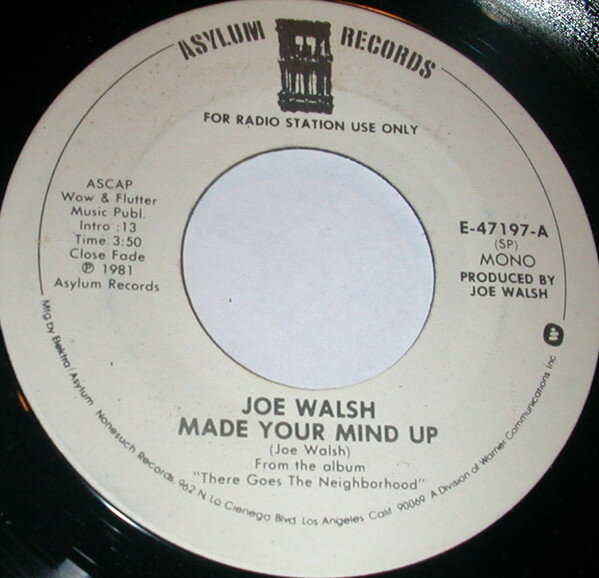 ASYLUM RECORDS
FOR RADIO STATION USE ONLY
ASCAP
Wow & Flutter
Music Publ.
Intro :13
Time 3:50
Close Fade
℗ 1981
Asylum Records
E-47197-A
(SP)
MONO
PRODUCED BY
JOE WALSH
JOE WALSH
MADE YOUR MIND UP
(Joe Walsh)
From the album
"There Goes The Neighborhood"
Mfg by Elektra/Asylum Nonesuch Records 962 N. La Cienega Blvd Los Angeles Calif 90069 A Division of Warner Communications Inc